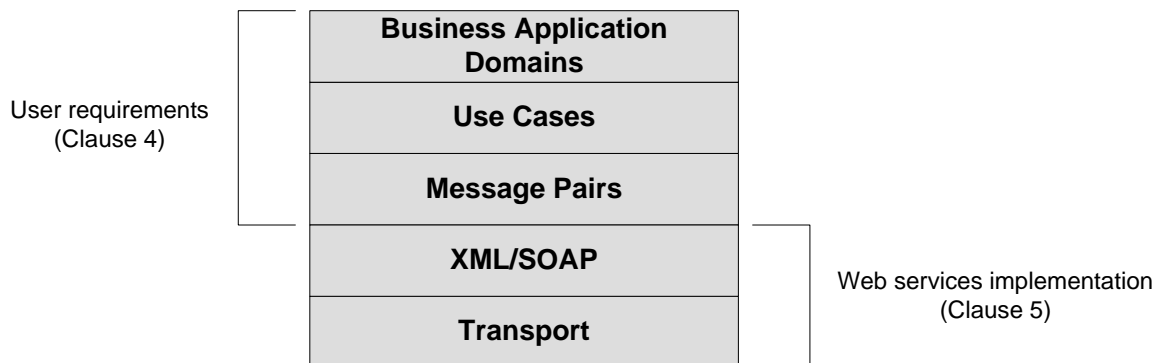 Business Application
Domains
User requirements
(Clause 4)
Use Cases
Message Pairs
XML/SOAP
Web services implementation
(Clause 5)
Transport